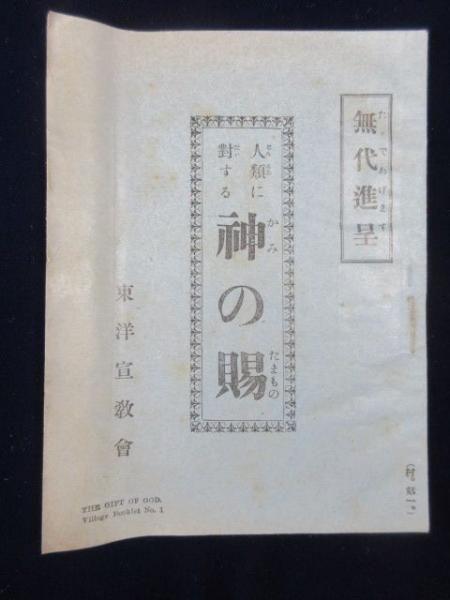 無代進呈
人類に
對する
神の賜
東洋宣教會
THE GIFT OF GOD.
Village Booklet No. 1